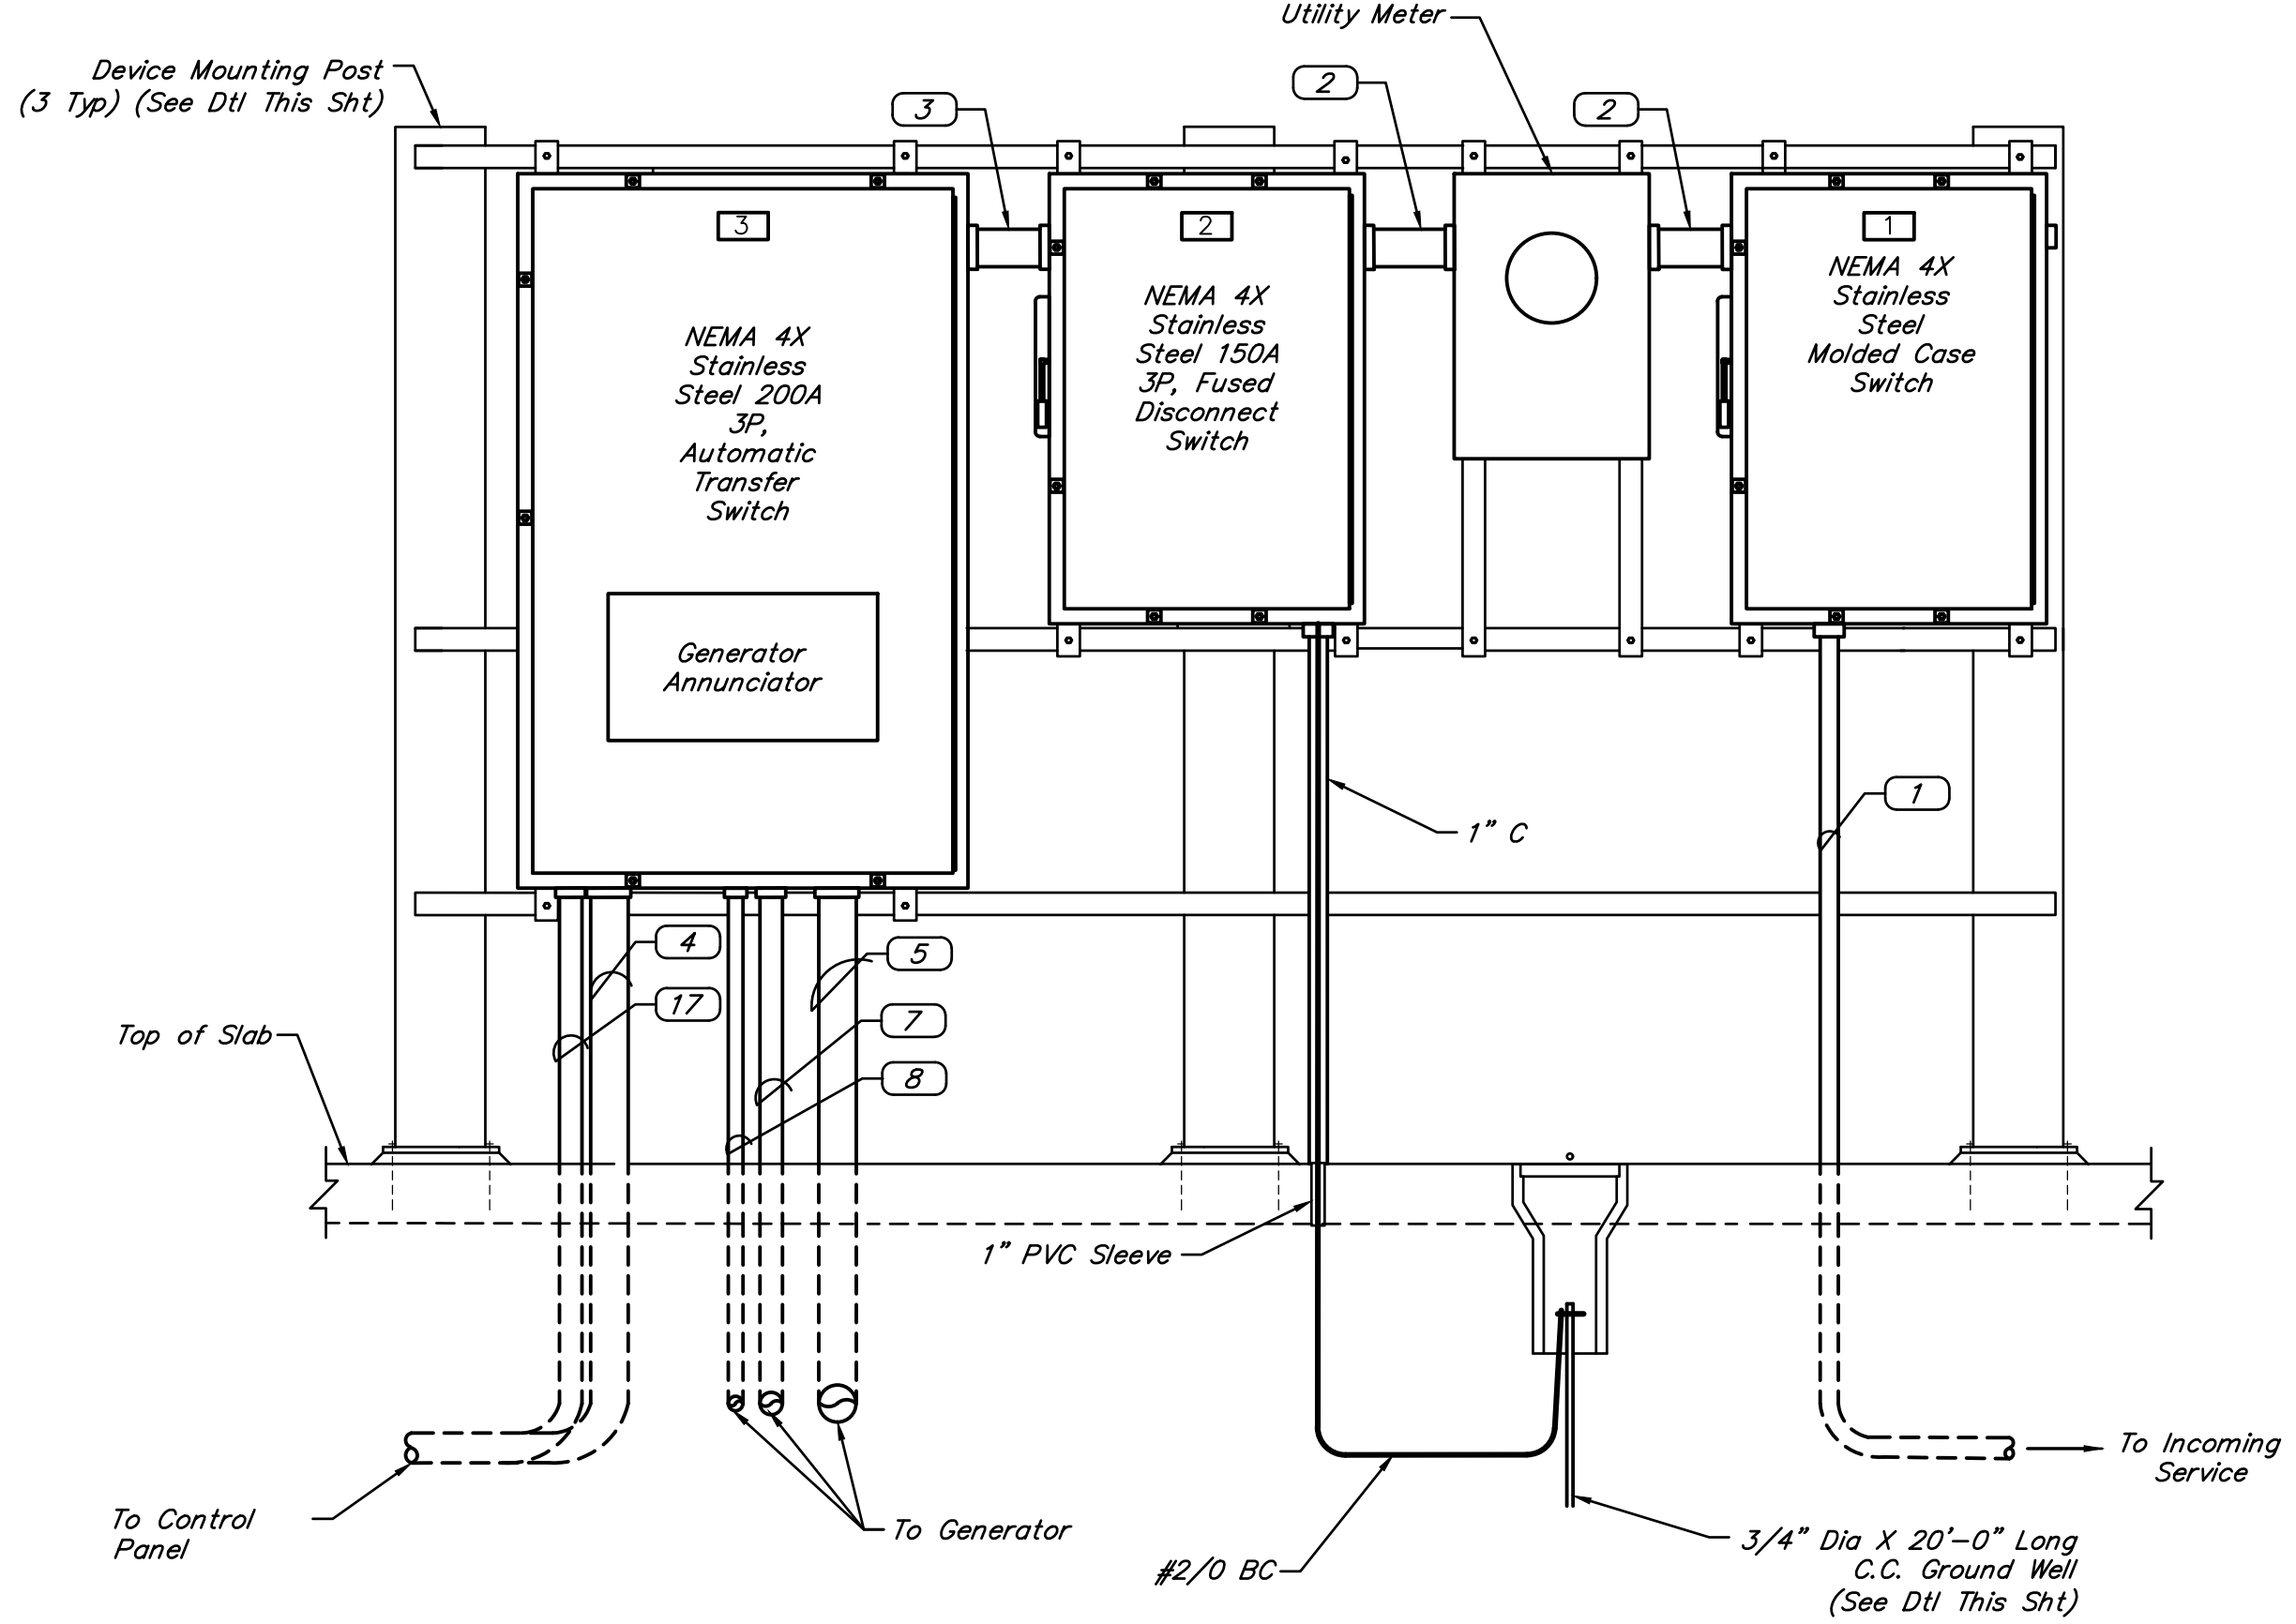 Utility Meter
Device Mounting Post
(3 Typ) (See Dtl This Sht)
3
2
2
3
NEMA 4X
Stainless
Steel 200A
3P,
Automatic
Transfer
Switch
Generator
Annunciator
2
NEMA 4X
Stainless
Steel 150A
3P, Fused
Disconnect
Switch
1
NEMA 4X
Stainless
Steel
Molded Case
Switch
1
1" C
4
17
5
7
8
Top of Slab
1" PVC Sleeve
To Control
Panel
To Generator
#2/0 BC
To Incoming
Service
3/4" Dia X 20'-0" Long
C.C. Ground Well
(See Dtl This Sht)